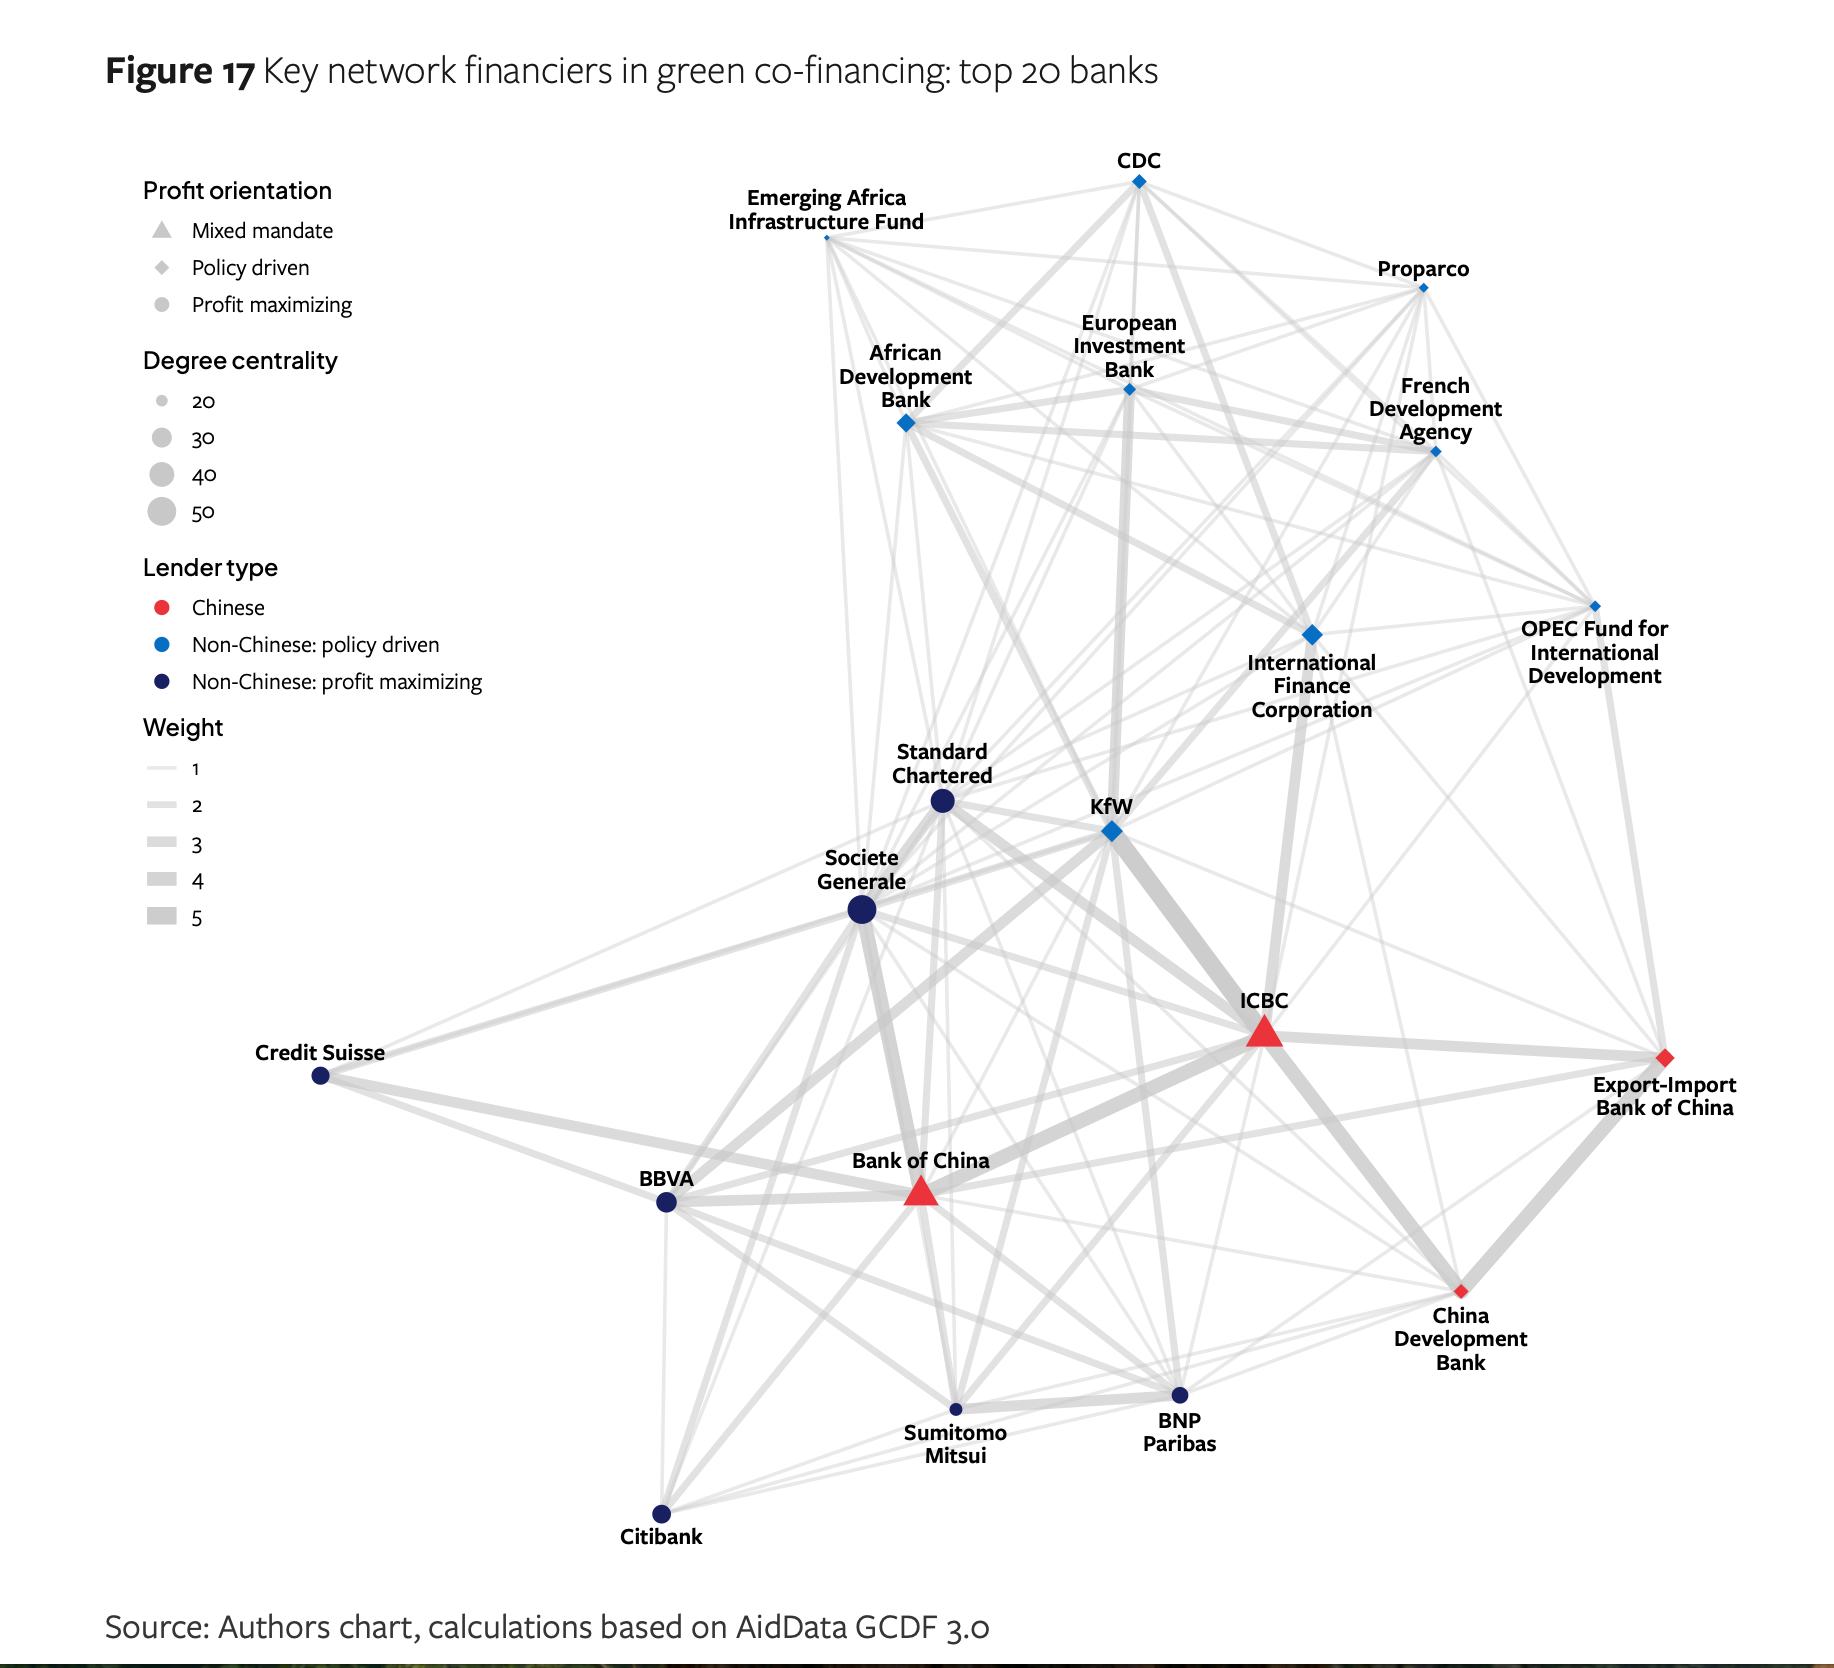 Figure 17 Key network financiers in green co-financing: top 20 banks
Profit orientation
Mixed mandate
Policy driven
Profit maximizing
Degree centrality
20
30
40
50
Lender type
Chinese
Non-Chinese: policy driven
Non-Chinese: profit maximizing
Weight
1
2
3
4
5
CDC
Emerging Africa
Infrastructure Fund
Proparco
European
Investment
Bank
African
Development
Bank
French
Development
Agency
OPEC Fund for
International
Development
International
Finance
Corporation
Standard
Chartered
KfW
Societe
Generale
ICBC
Credit Suisse
Export-Import
Bank of China
Bank of China
BBVA
China
Development
Bank
BNP
Paribas
Sumitomo
Mitsui
Citibank
Source: Authors chart, calculations based on AidData GCDF 3.0